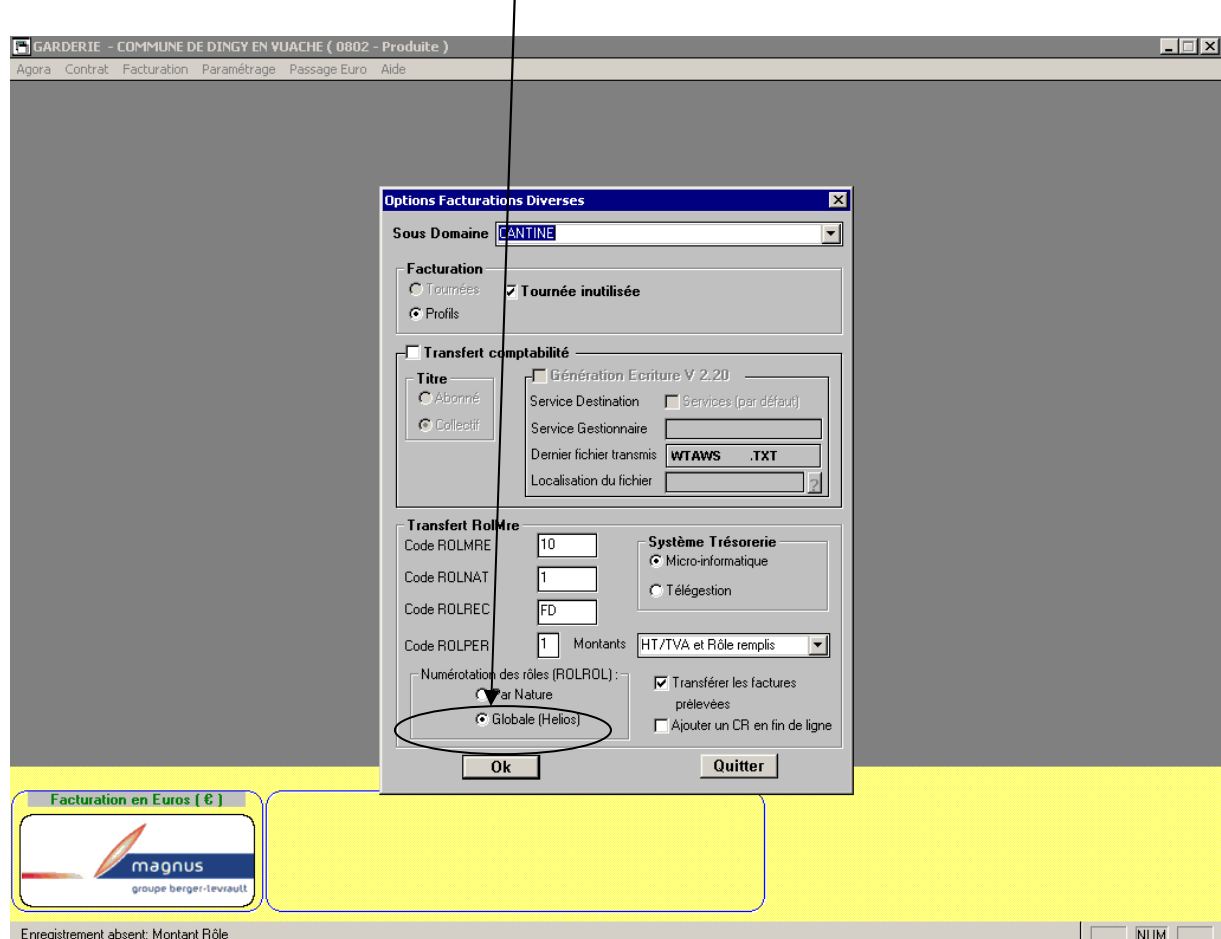 GARDERIE - COMMUNE DE DINGY EN VUACHE ( 0802 - Produite )
Agora Contrat Facturation Paramétrage Passage Euro Aide
Options Facturations Diverses
Sous Domaine CANTINE
Facturation
Tournées Tournée inutilisée
Profils
Transfert comptabilité
Titre
Génération Ecriture V 2.20
Abonné
Service Destination Services (par défaut)
Collectif
Service Gestionnaire
Dernier fichier transmis WTAWS .TXT
Localisation du fichier ?
Transfert RolMre
Code ROLMRE 10
Système Trésorerie
Micro-informatique
Code ROLNAT 1
Télégestion
Code ROLREC FD
Code ROLPER 1 Montants HT/TVA et Rôle remplis
Numérotation des rôles (ROLROL) :
Transférer les factures
prélevées
Par Nature
Globale (Helios)
Ajouter un CR en fin de ligne
Ok Quitter
Facturation en Euros ( € )
magnus
groupe berger-levrault
Enregistrement absent: Montant Rôle
NUM